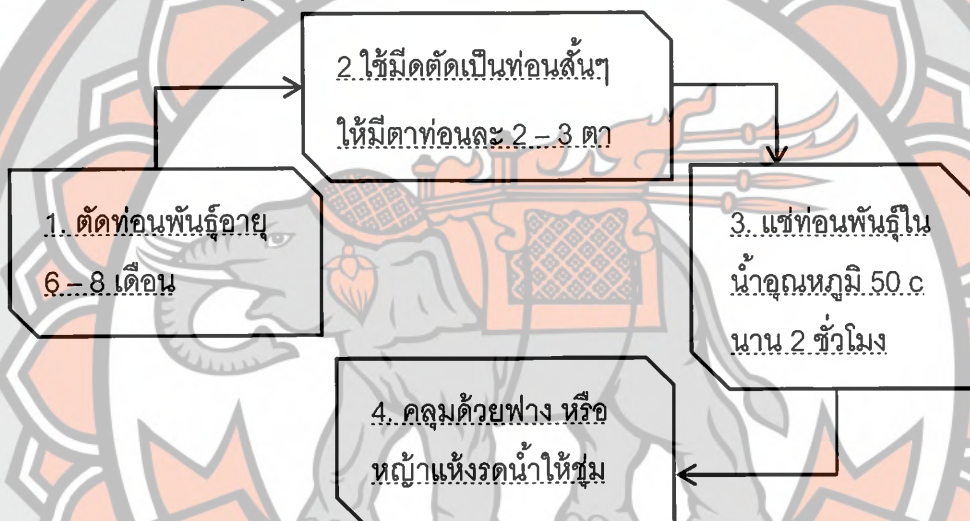 1. ตัดท่อนพันธุ์อายุ
6 – 8 เดือน
2 ใช้มีดตัดเป็นท่อนสั้นๆ
ให้มีตาท่อนละ 2 – 3 ตา
3. แช่ท่อนพันธุ์ใน
น้ำอุณหภูมิ 50 c
นาน 2 ชั่วโมง
4. คลุมด้วยฟาง หรือ
หญ้าแห้งรดน้ำให้ชุ่ม